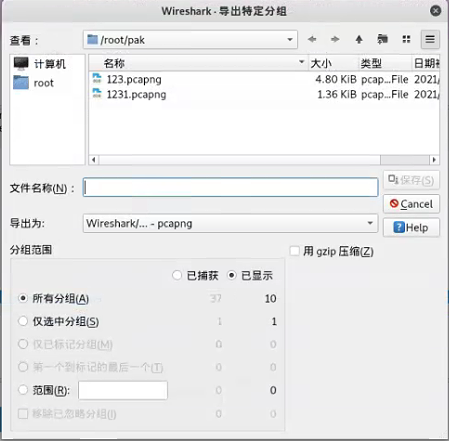 Wireshark · 导出特定分组
查看： /root/pak
计算机
root
名称 大小 类型
123.pcapng 4.80 KiB pcap...File 2021/
1231.pcapng 1.36 KiB pcap...File 2021/
文件名称(N)： 保存(S)
Cancel
导出为： Wireshark/... - pcapng Help
分组范围 用 gzip 压缩(Z)
已捕获 已显示
所有分组(A) 37 10
仅选中分组(S) 1 1
仅已标记分组(M) 0 0
第一个到标记的最后一个(T) 0 0
范围(R): 0 0
移除已忽略分组(I) 0 0